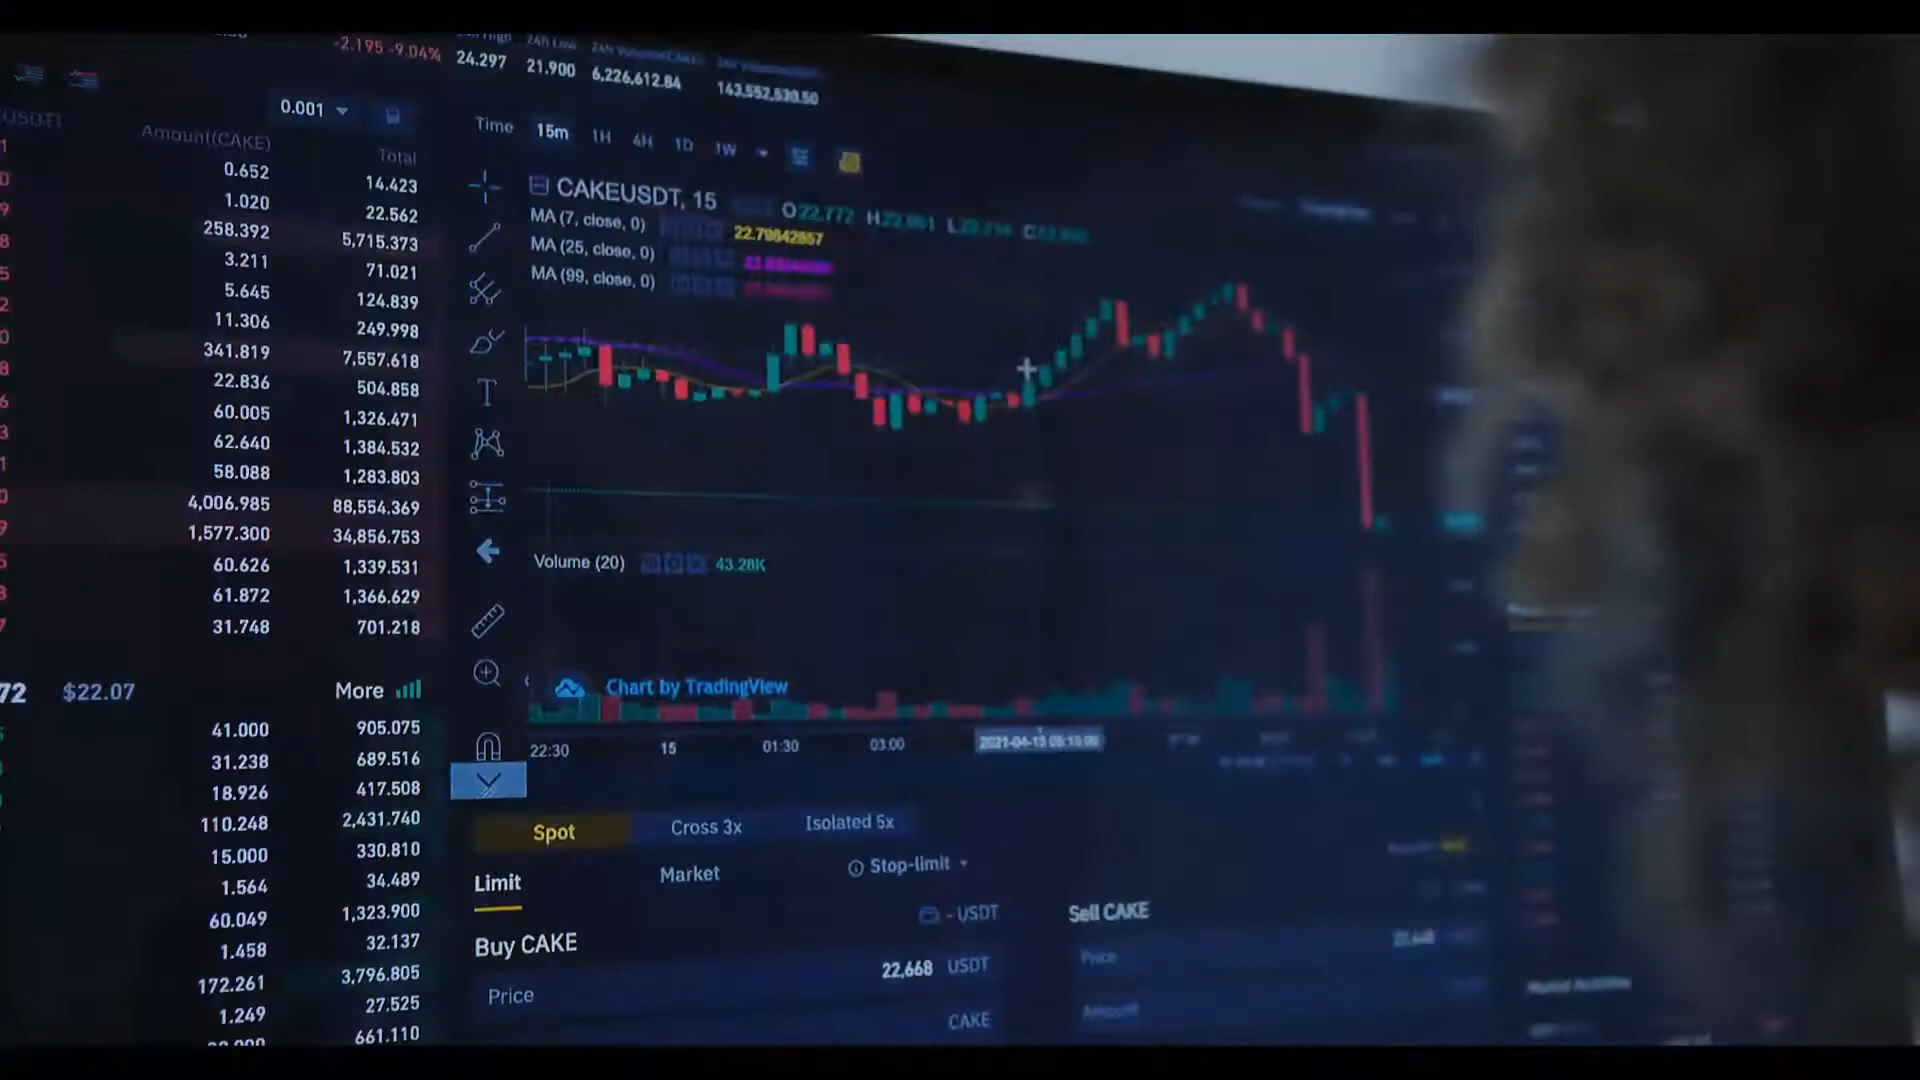 -2.195 -9.04%
24.297
21.900
6,226,612.84
143,552,530.50
0.001
Amount(CAKE)
Total
0.652 14.423
1.020 22.562
258.392 5,715.373
3.211 71.021
5.645 124.839
11.306 249.998
341.819 7,557.618
22.836 504.858
60.005 1,326.471
62.640 1,384.532
58.088 1,283.803
4,006.985 88,554.369
1,577.300 34,856.753
60.626 1,339.531
61.872 1,366.629
31.748 701.218
72 $22.07 More
41.000 905.075
31.238 689.516
18.926 417.508
110.248 2,431.740
15.000 330.810
1.564 34.489
60.049 1,323.900
1.458 32.137
172.261 3,796.805
1.249 27.525
661.110
Time 15m 1H 4H 1D 1W
CAKEUSDT, 15 O22.772
MA (7, close, 0) 22.79642857
MA (25, close, 0)
MA (99, close, 0)
Volume (20) 43.28K
Chart by TradingView
22:30 15 01:30 03:00
Spot Cross 3x Isolated 5x
Limit Market Stop-limit
- USDT
Buy CAKE
Price 22,668 USDT
CAKE
Sell CAKE
Price
Amount